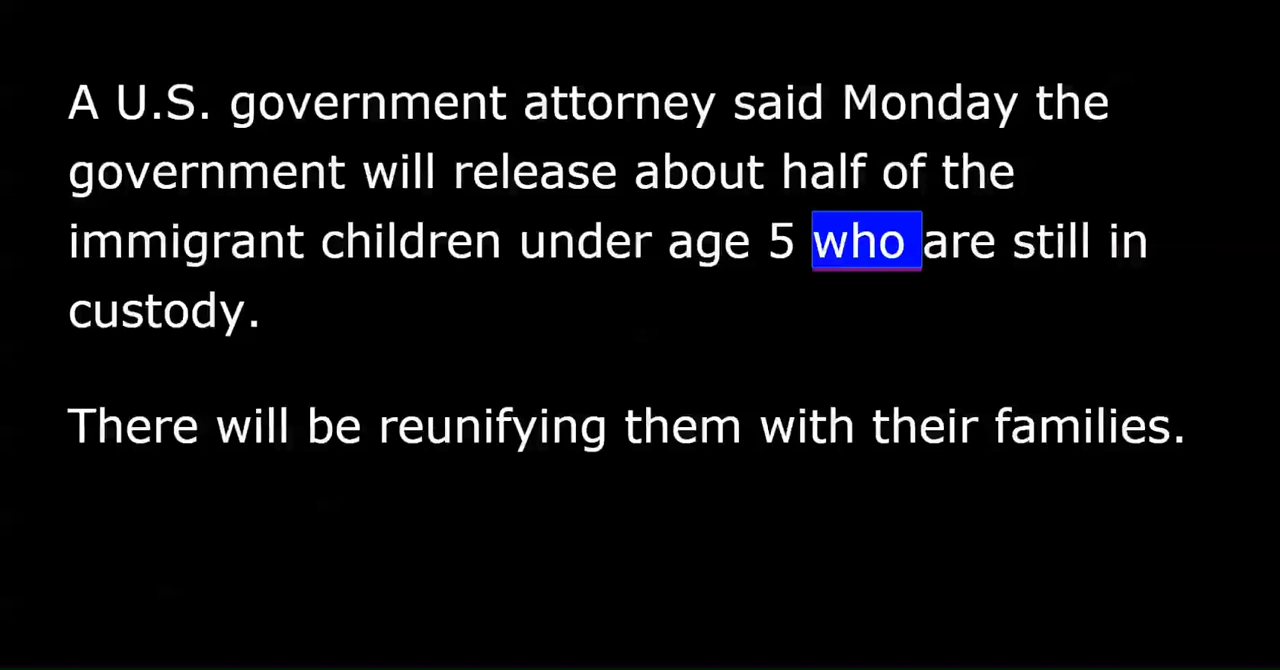 A U.S. government attorney said Monday the
government will release about half of the
immigrant children under age 5 who are still in
custody.
There will be reunifying them with their families.